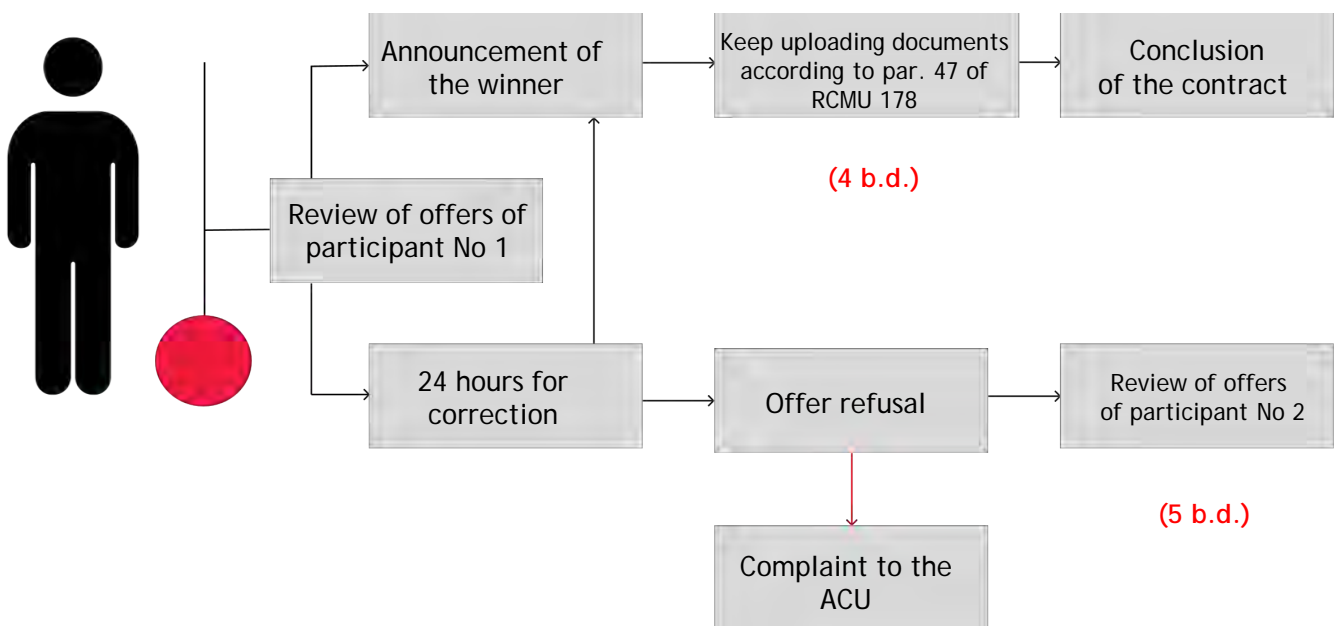 Announcement of
the winner
Keep uploading documents
according to par. 47 of
RCMU 178
Conclusion
of the contract
(4 b.d.)
Review of offers of
participant No 1
24 hours for
correction
Offer refusal
Review of offers
of participant No 2
(5 b.d.)
Complaint to the
ACU